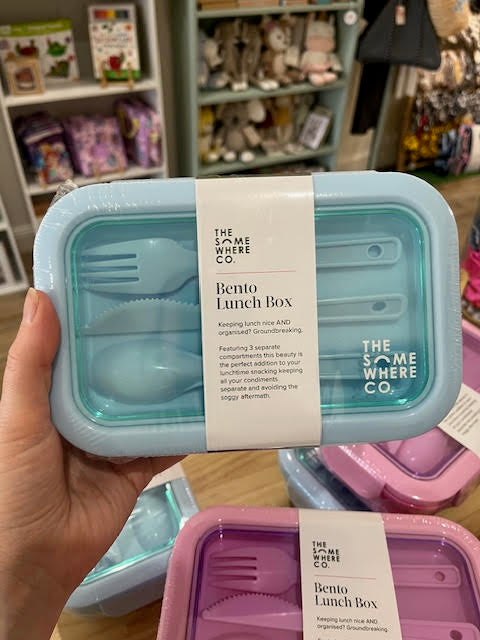 THE
SOME
WHERE
CO.
Bento
Lunch Box
Keeping lunch nice AND
organised? Groundbreaking.
Featuring 3 separate
compartments this beauty is
the perfect addition to your
lunchtime snacking keeping
all your condiments
separate and avoiding the
soggy aftermath.
THE
SOME
WHERE
CO.
THE
SOME
WHERE
CO.
Bento
Lunch Box
Keeping lunch nice AND
organised? Groundbreaking.